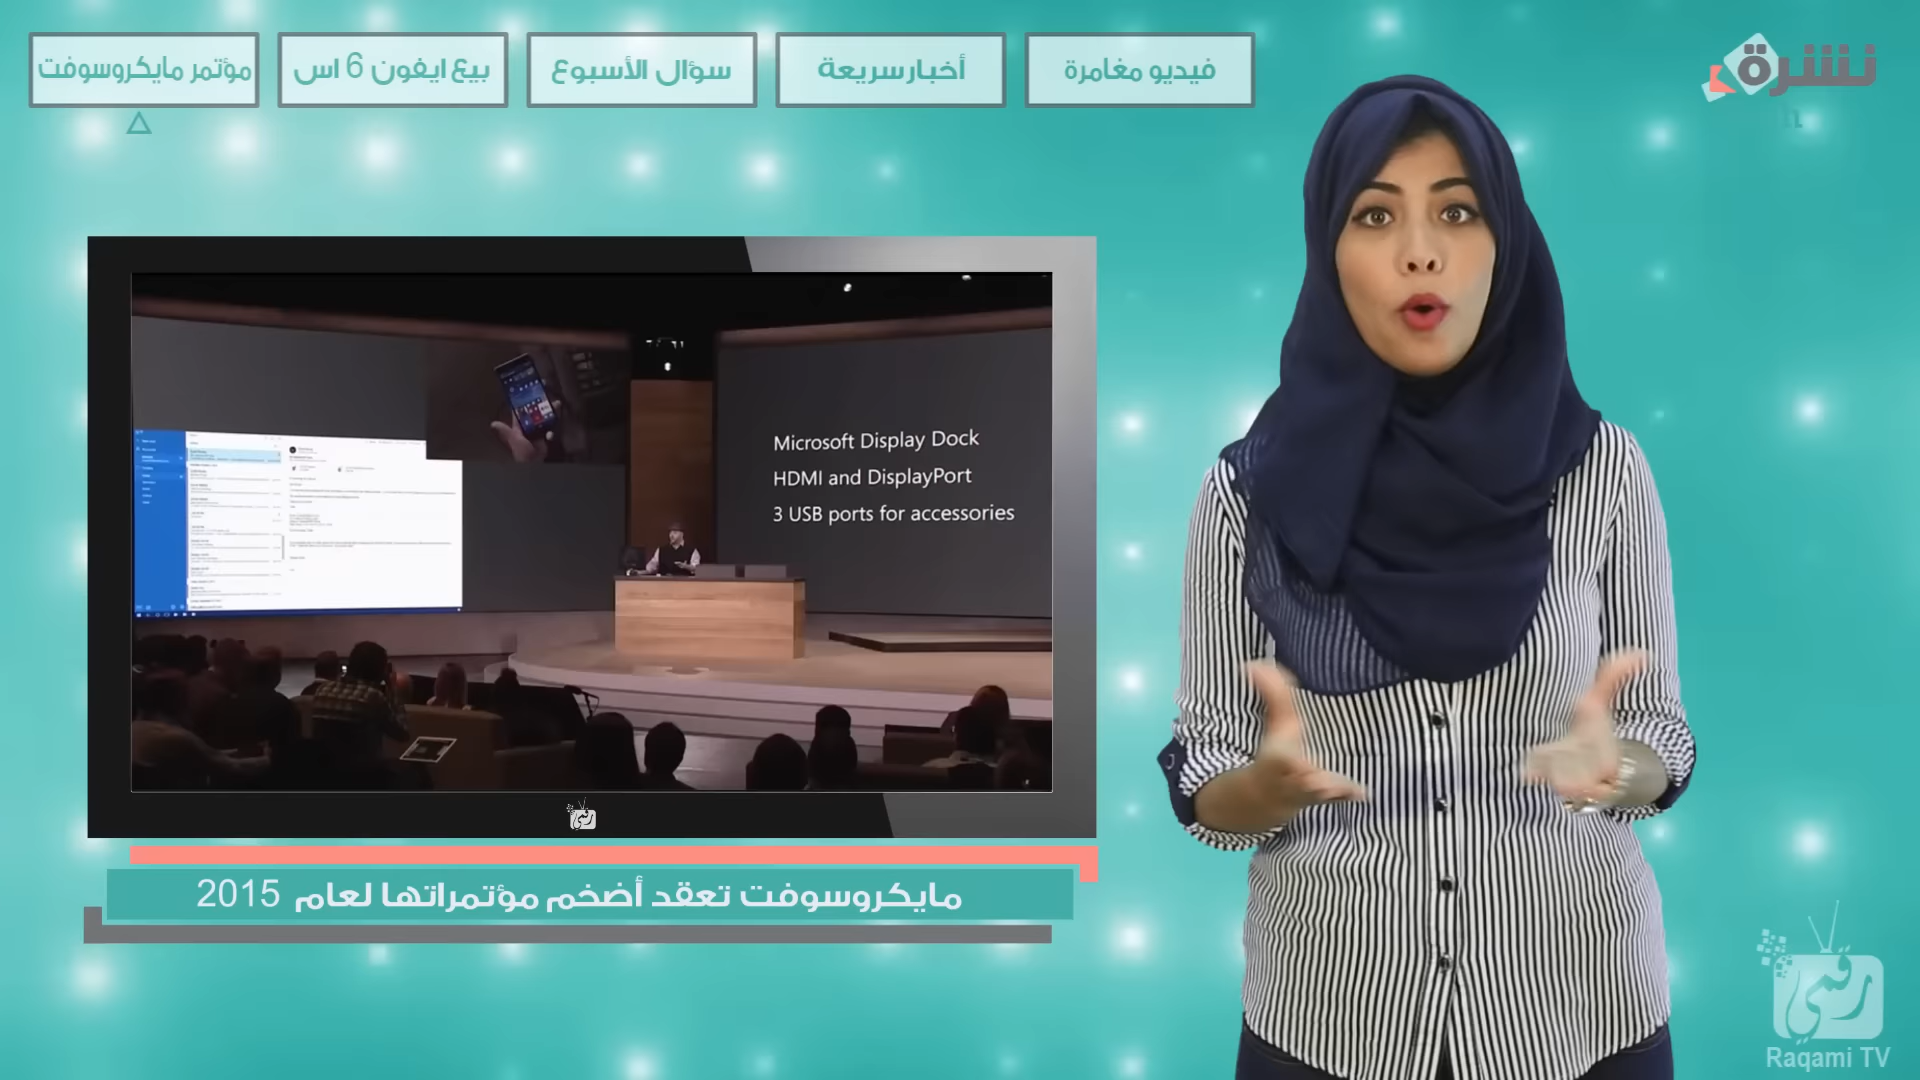 مؤتمر مايكروسوفت
بيع ايفون 6 اس
سؤال الأسبوع
أخبار سريعة
فيديو مغامرة
نشرة
Microsoft Display Dock
HDMI and DisplayPort
3 USB ports for accessories
مايكروسوفت تعقد أضخم مؤتمراتها لعام 2015
رقمي
رقمي
Raqami TV